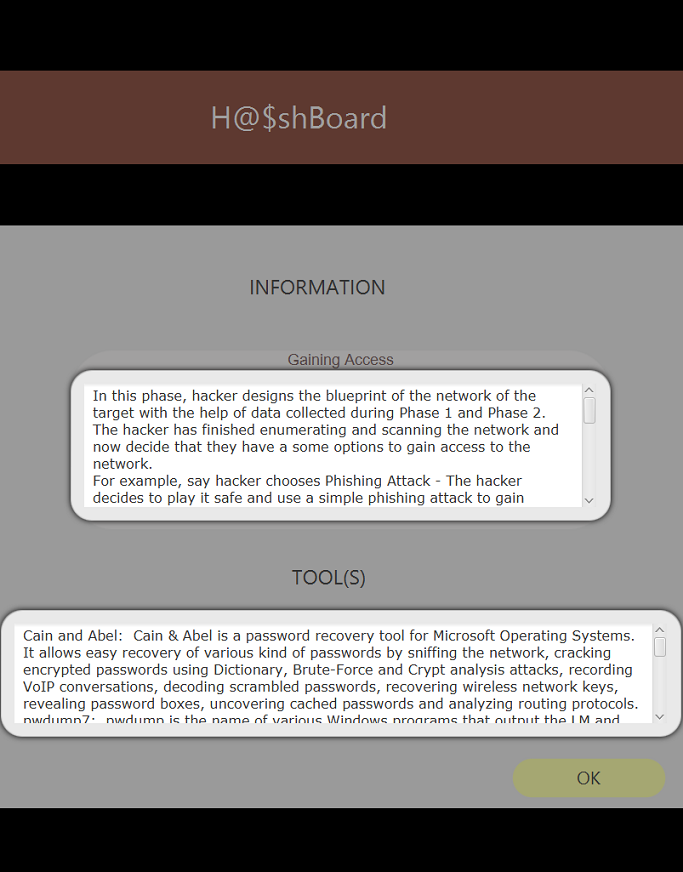 H@$shBoard
INFORMATION
Gaining Access
In this phase, hacker designs the blueprint of the network of the
target with the help of data collected during Phase 1 and Phase 2.
The hacker has finished enumerating and scanning the network and
now decide that they have a some options to gain access to the
network.
For example, say hacker chooses Phishing Attack - The hacker
decides to play it safe and use a simple phishing attack to gain
TOOL(S)
Cain and Abel:  Cain & Abel is a password recovery tool for Microsoft Operating Systems.
It allows easy recovery of various kind of passwords by sniffing the network, cracking
encrypted passwords using Dictionary, Brute-Force and Crypt analysis attacks, recording
VoIP conversations, decoding scrambled passwords, recovering wireless network keys,
revealing password boxes, uncovering cached passwords and analyzing routing protocols.
pwdump7:  pwdump is the name of various Windows programs that output the LM and
OK